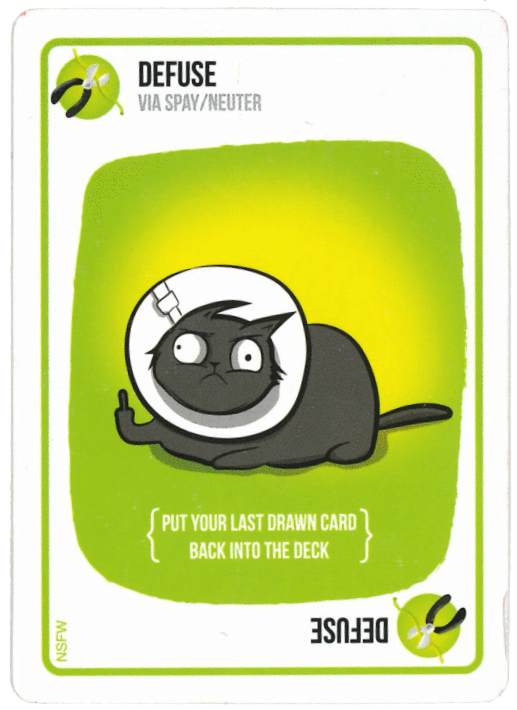 DEFUSE
VIA SPAY/NEUTER
{ PUT YOUR LAST DRAWN CARD
BACK INTO THE DECK }
DEFUSE
NSFW